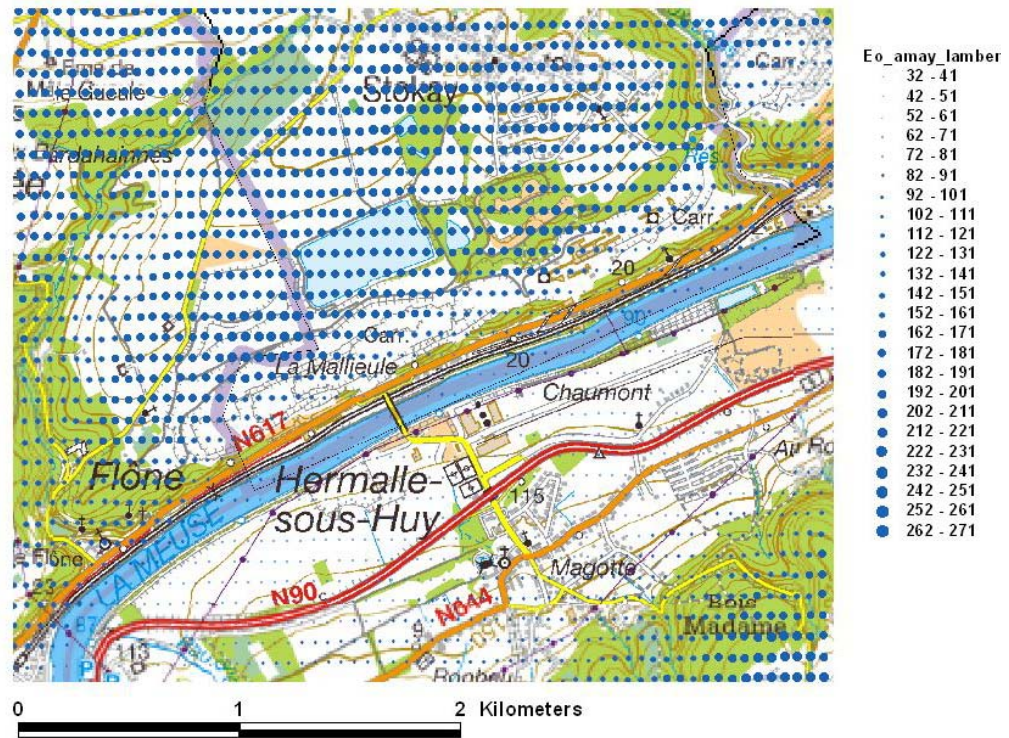 Eo_amay_lamber
32 - 41
42 - 51
52 - 61
62 - 71
72 - 81
82 - 91
92 - 101
102 - 111
112 - 121
122 - 131
132 - 141
142 - 151
152 - 161
162 - 171
172 - 181
182 - 191
192 - 201
202 - 211
212 - 221
222 - 231
232 - 241
242 - 251
252 - 261
262 - 271
Stokay
Carr.
la Gueule
Carr.
20
90
Carr.
La Mallieule
20
Chaumont
N617
Flône
Hermalle-
sous-Huy
115
LA MEUSE
Flône
Magotte
N90
N644
Bois
Madame
113
0 1 2 Kilometers